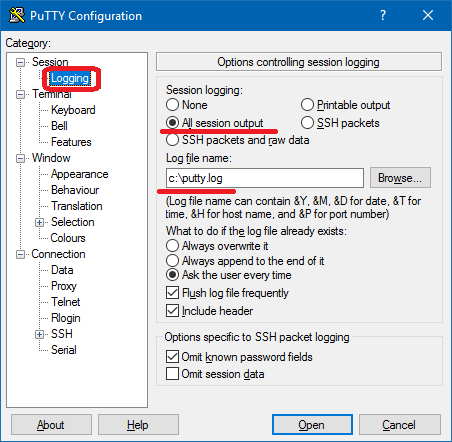 PuTTY Configuration
Category:
Session
Logging
Terminal
Keyboard
Bell
Features
Window
Appearance
Behaviour
Translation
Selection
Colours
Connection
Data
Proxy
Telnet
Rlogin
SSH
Serial
Options controlling session logging
Session logging:
None
Printable output
All session output
SSH packets
SSH packets and raw data
Log file name:
c:\putty.log
Browse...
(Log file name can contain &Y, &M, &D for date, &T for
time, &H for host name, and &P for port number)
What to do if the log file already exists:
Always overwrite it
Always append to the end of it
Ask the user every time
Flush log file frequently
Include header
Options specific to SSH packet logging
Omit known password fields
Omit session data
About
Help
Open
Cancel